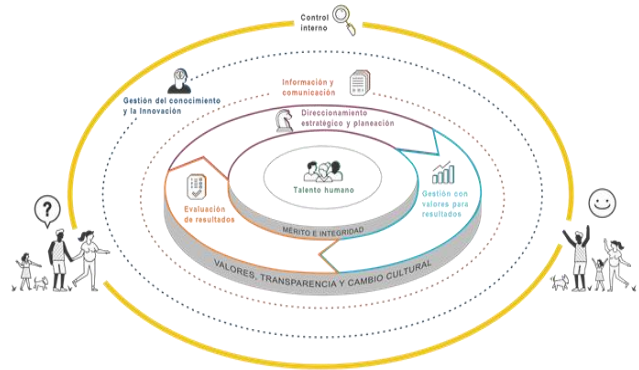 Control
interno
Gestión del conocimiento
y la Innovación
Información y
comunicación
Direccionamiento
estratégico y planeación
Talento humano
Gestión con
valores para
resultados
Evaluación
de resultados
MÉRITO E INTEGRIDAD
VALORES, TRANSPARENCIA Y CAMBIO CULTURAL
?